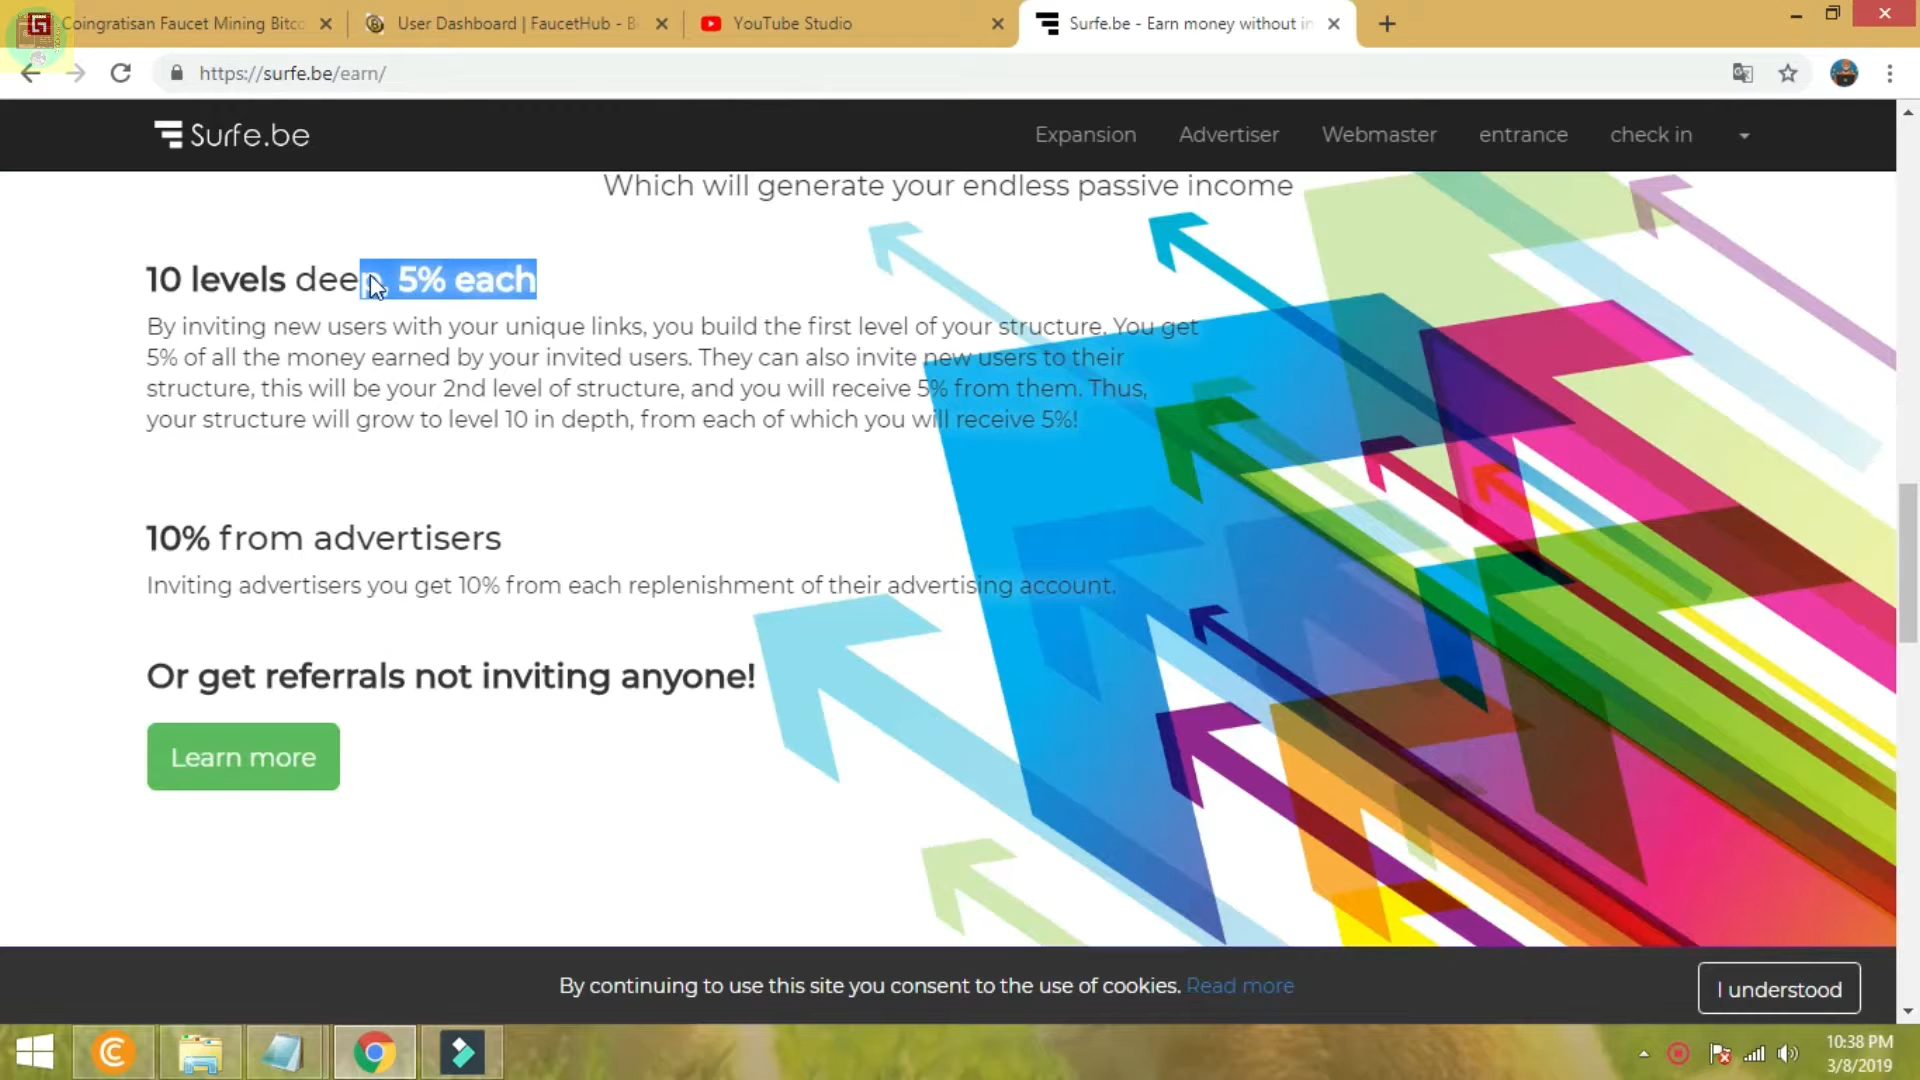 Coingratisan Faucet Mining Bitco
User Dashboard | FaucetHub - B
YouTube Studio
Surfe.be - Earn money without in
https://surfe.be/earn/
Surfe.be
Expansion
Advertiser
Webmaster
entrance
check in
Which will generate your endless passive income
10 levels deep, 5% each
By inviting new users with your unique links, you build the first level of your structure. You get
5% of all the money earned by your invited users. They can also invite new users to their
structure, this will be your 2nd level of structure, and you will receive 5% from them. Thus,
your structure will grow to level 10 in depth, from each of which you will receive 5%!
10% from advertisers
Inviting advertisers you get 10% from each replenishment of their advertising account.
Or get referrals not inviting anyone!
Learn more
By continuing to use this site you consent to the use of cookies. Read more
I understood
10:38 PM
3/8/2019